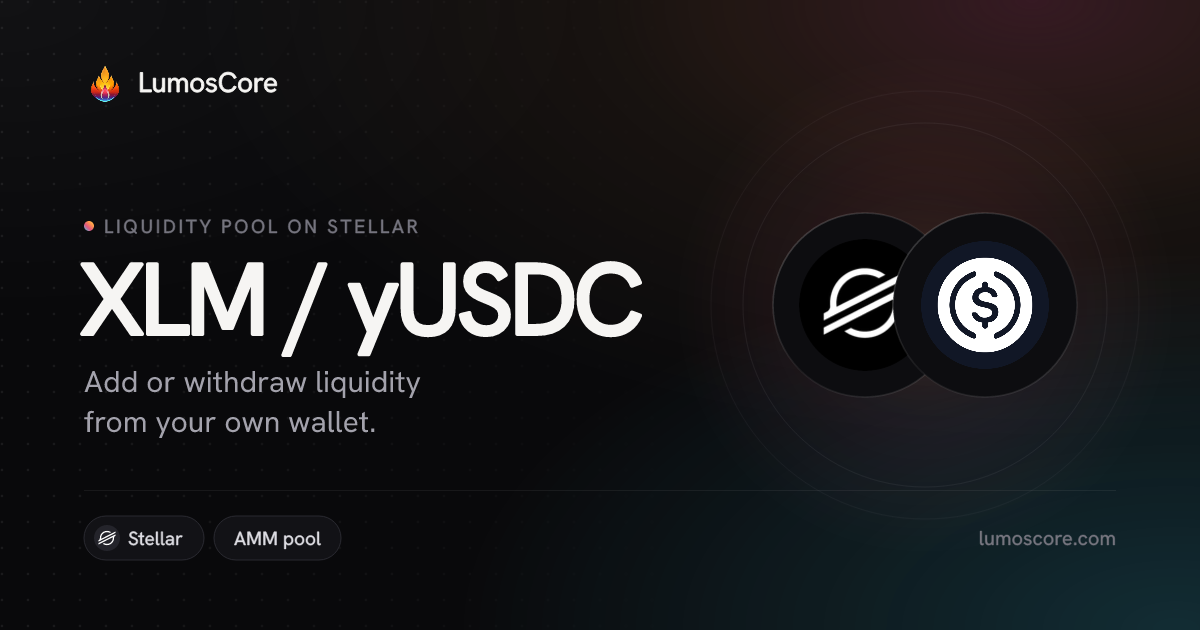 LumosCore
LIQUIDITY POOL ON STELLAR
XLM / yUSDC
Add or withdraw liquidity
from your own wallet.
Stellar
AMM pool
lumoscore.com